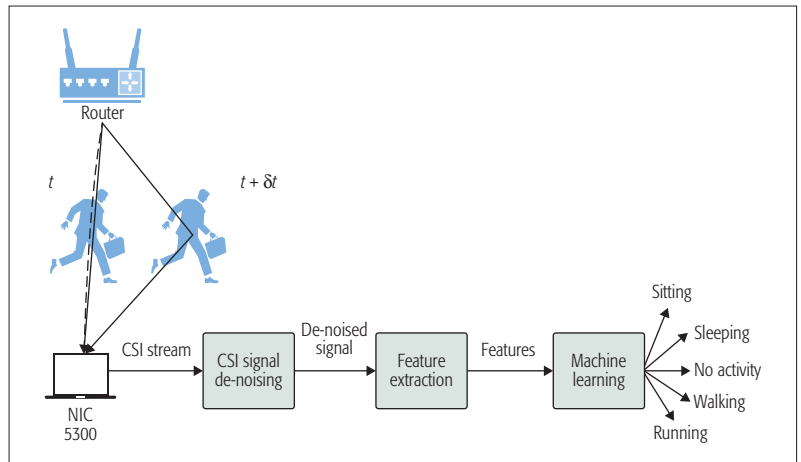 Router
t
t + δt
CSI stream
CSI signal
de-noising
De-noised
signal
Feature
extraction
Features
Machine
learning
Sitting
Sleeping
No activity
Walking
Running
NIC
5300